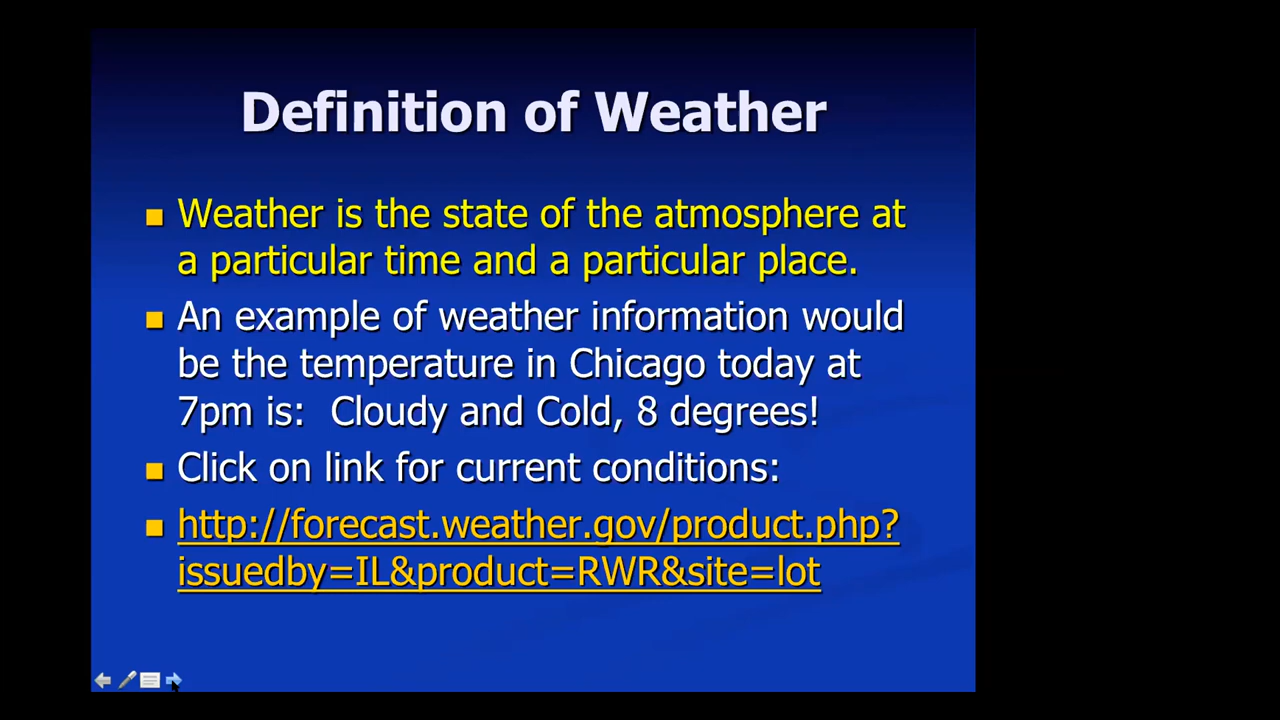 Definition of Weather
Weather is the state of the atmosphere at
a particular time and a particular place.
An example of weather information would
be the temperature in Chicago today at
7pm is:  Cloudy and Cold, 8 degrees!
Click on link for current conditions:
http://forecast.weather.gov/product.php?
issuedby=IL&product=RWR&site=lot